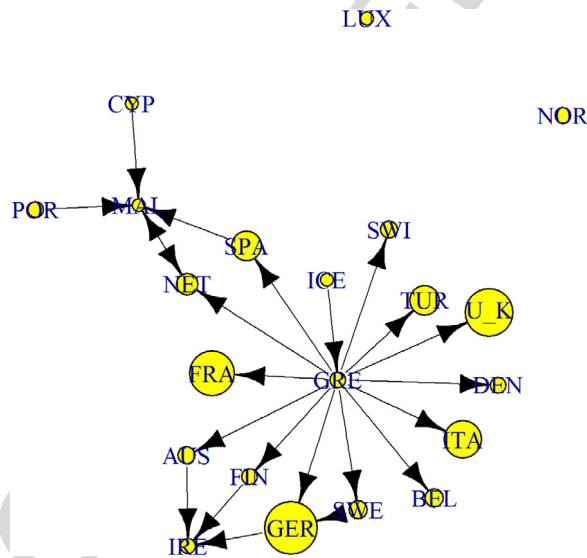 LUX
CYP
NOR
POR
MAL
SPA
SWI
NET
ICE
TUR
U_K
FRA
GRE
DEN
ITA
AUS
FIN
BEL
GER
SWE
IRE